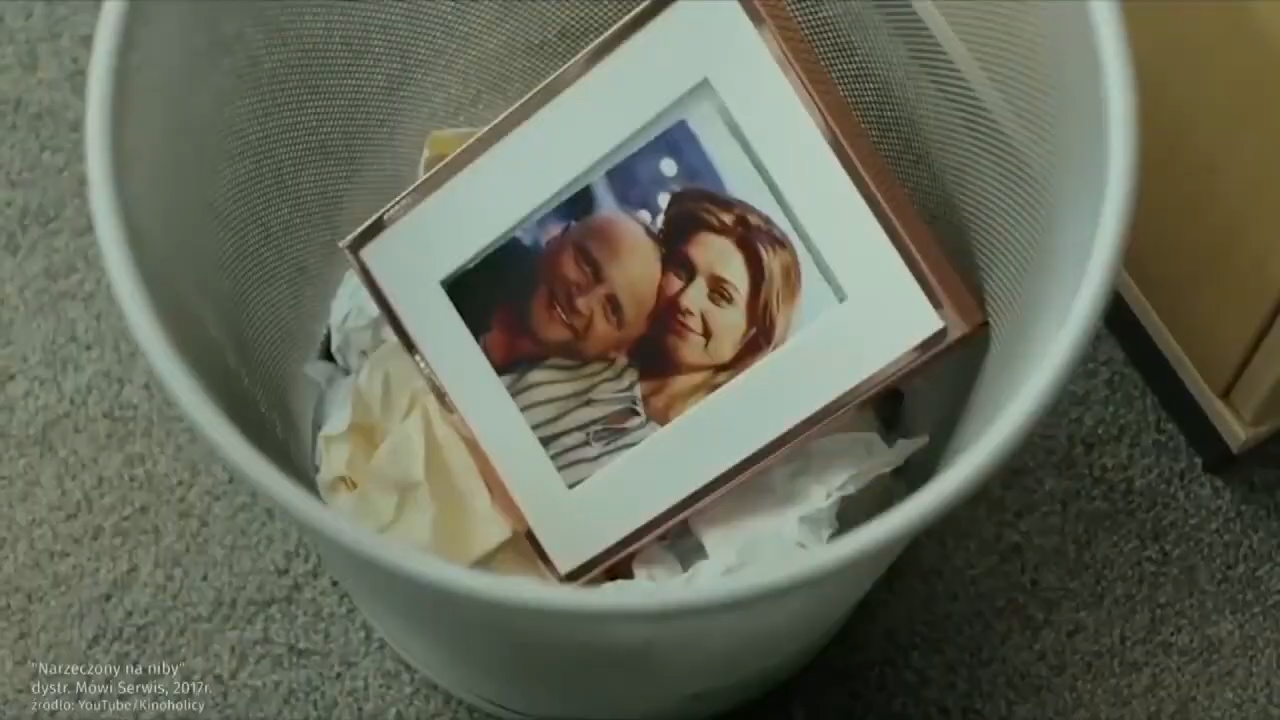 "Narzeczony na niby"
dystr. Mówi Serwis, 2017r.
źródło: YouTube/Kinoholicy